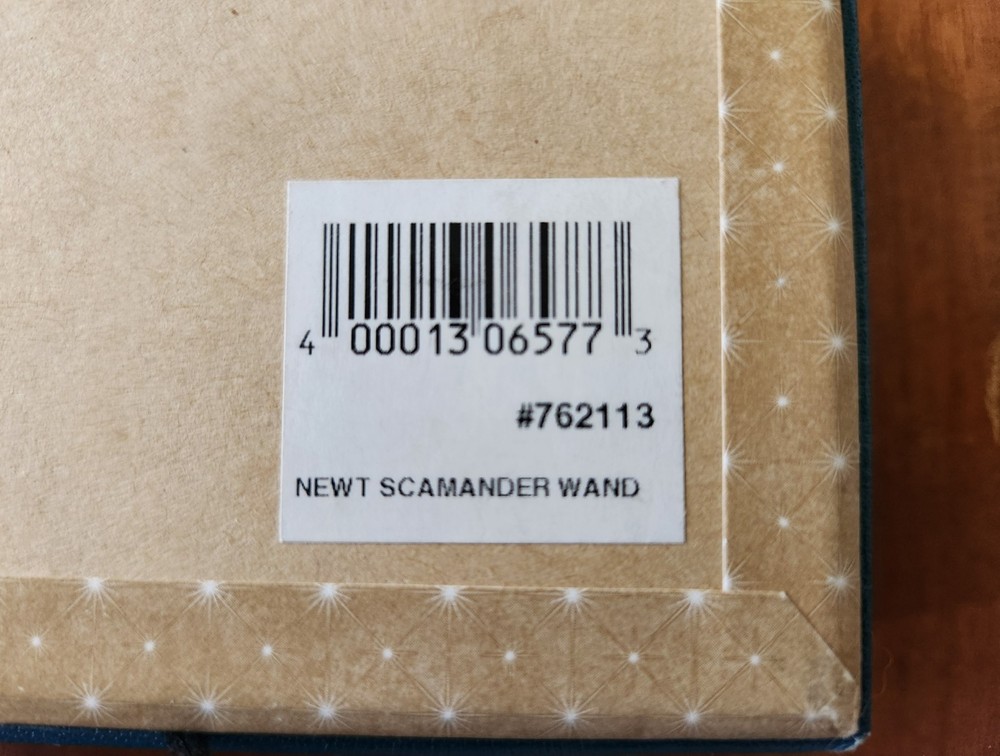 4 00013 06577 3
#762113
NEWT SCAMANDER WAND